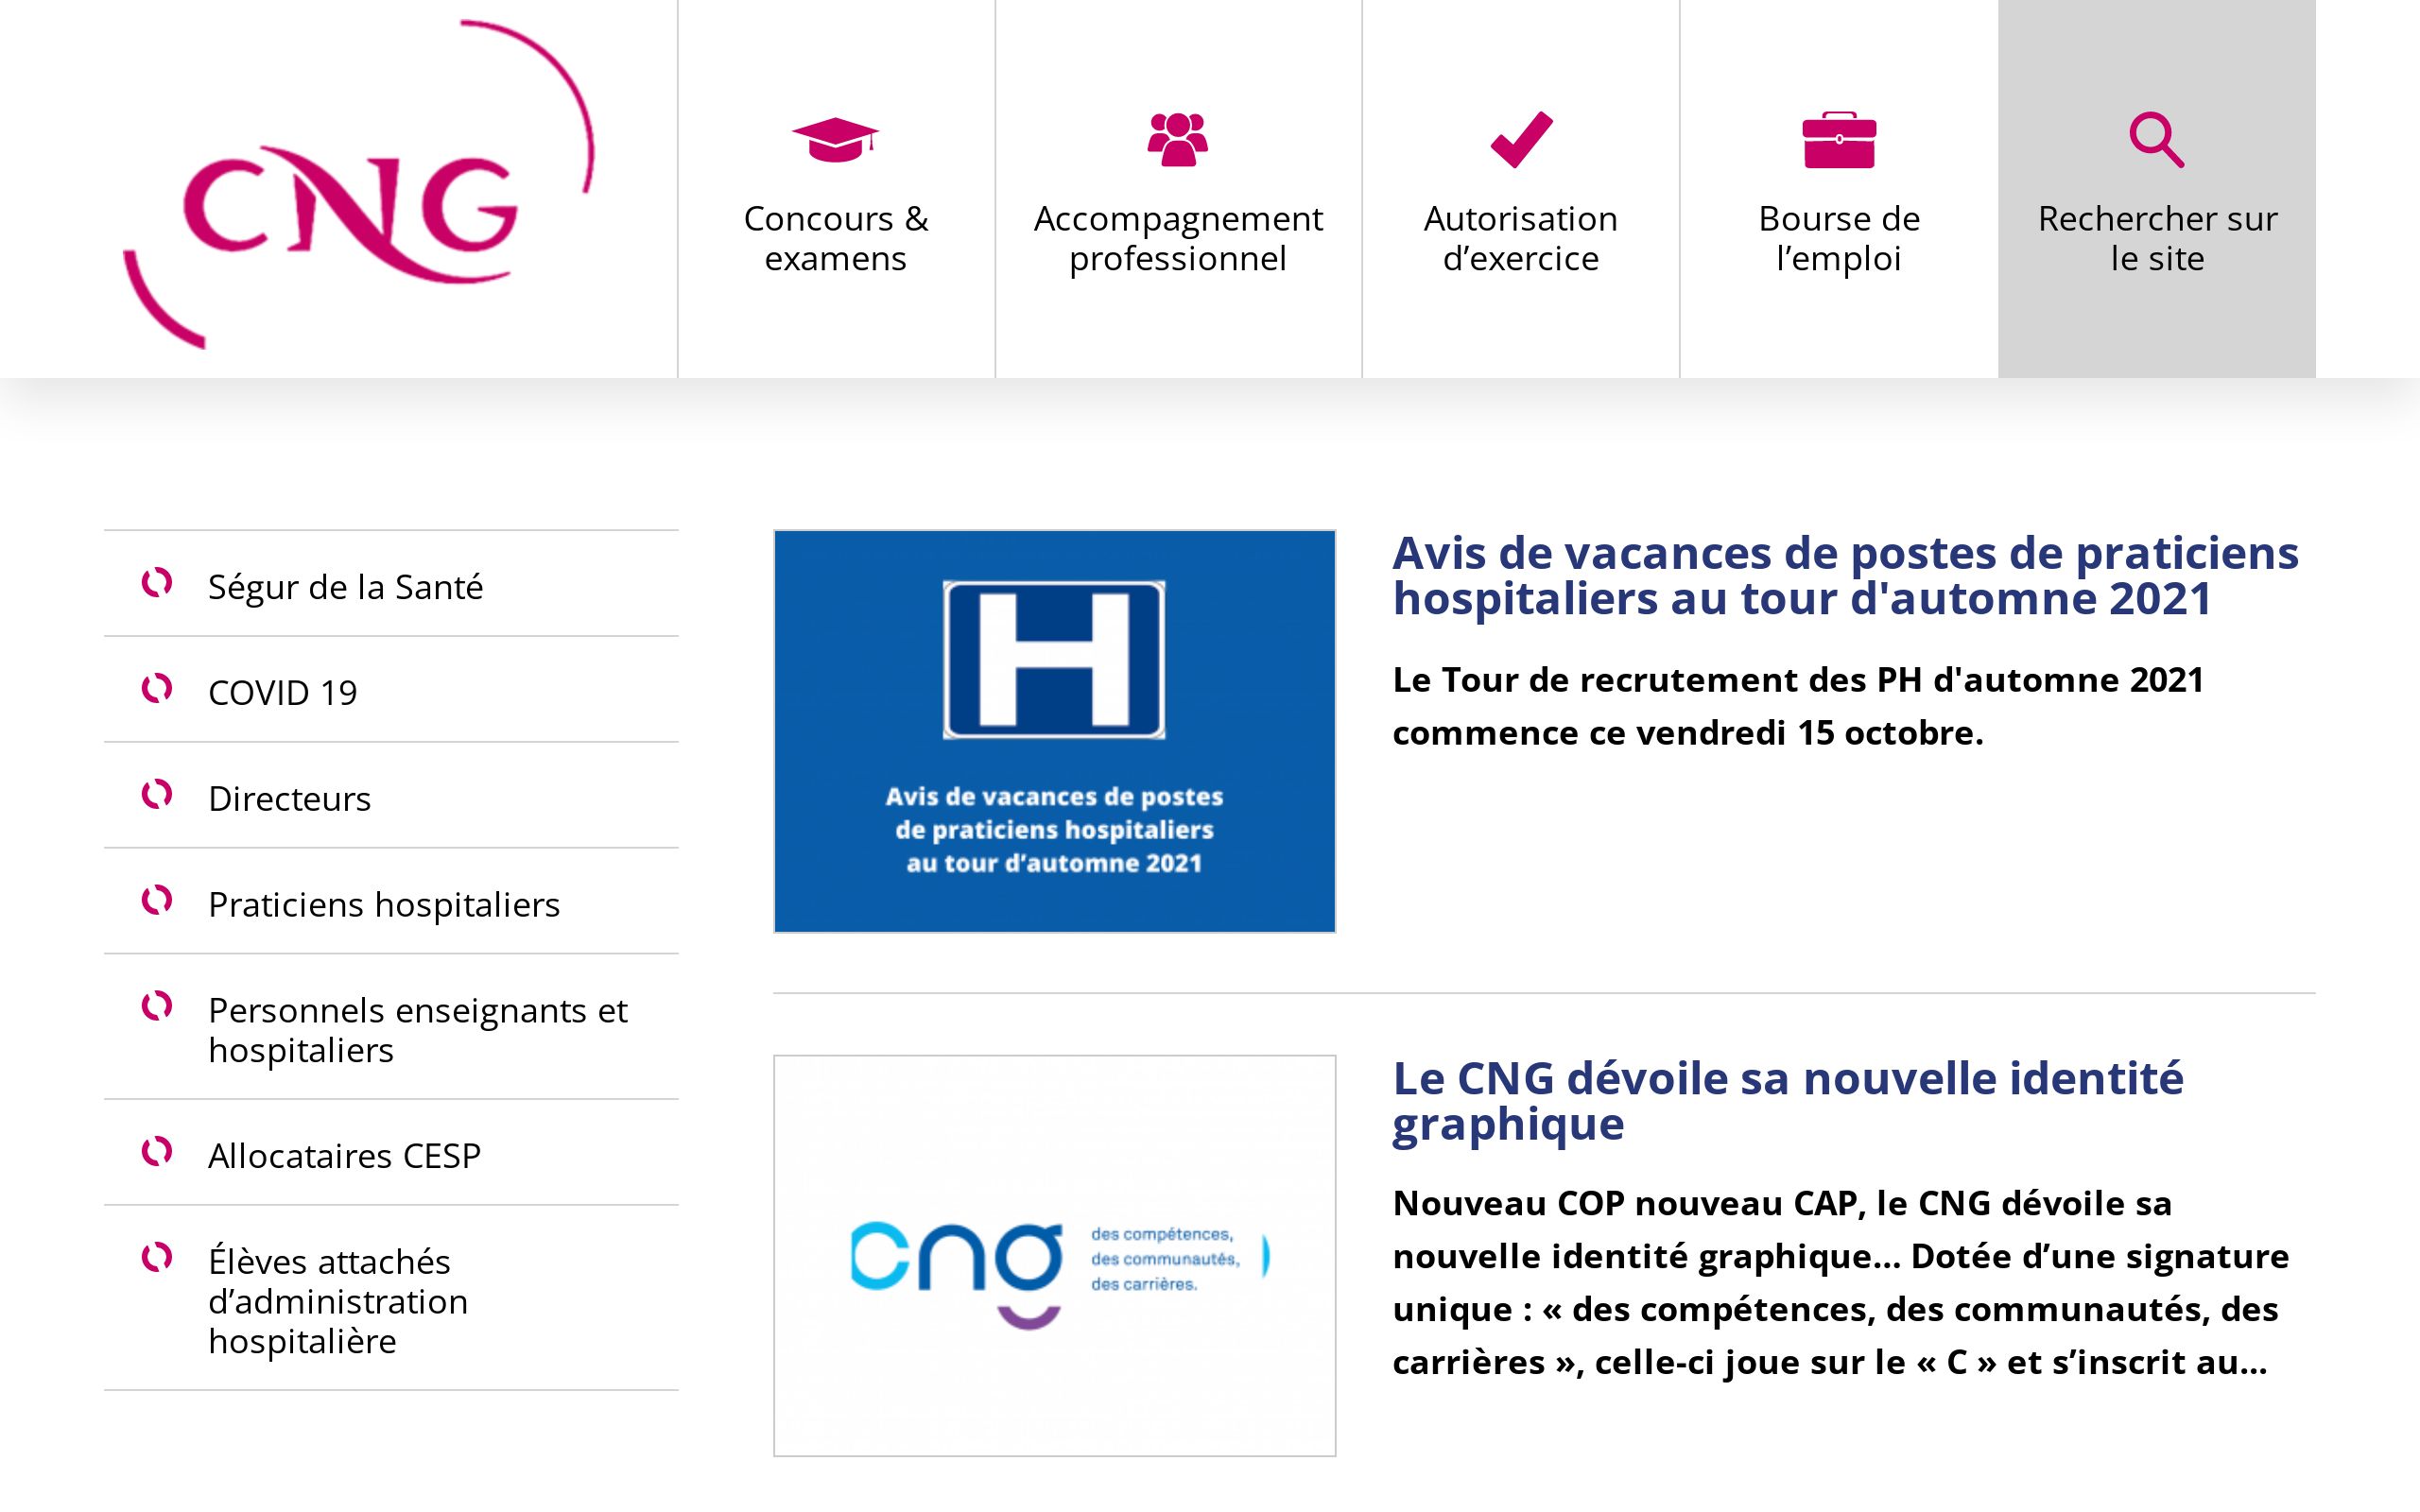 CNG
Concours &
examens
Accompagnement
professionnel
Autorisation
d’exercice
Bourse de
l’emploi
Rechercher sur
le site
Ségur de la Santé
COVID 19
Directeurs
Praticiens hospitaliers
Personnels enseignants et
hospitaliers
Allocataires CESP
Élèves attachés
d’administration
hospitalière
H
Avis de vacances de postes
de praticiens hospitaliers
au tour d’automne 2021
Avis de vacances de postes de praticiens
hospitaliers au tour d'automne 2021
Le Tour de recrutement des PH d'automne 2021
commence ce vendredi 15 octobre.
cng
des compétences,
des communautés,
des carrières.
Le CNG dévoile sa nouvelle identité
graphique
Nouveau COP nouveau CAP, le CNG dévoile sa
nouvelle identité graphique... Dotée d’une signature
unique : « des compétences, des communautés, des
carrières », celle-ci joue sur le « C » et s’inscrit au...